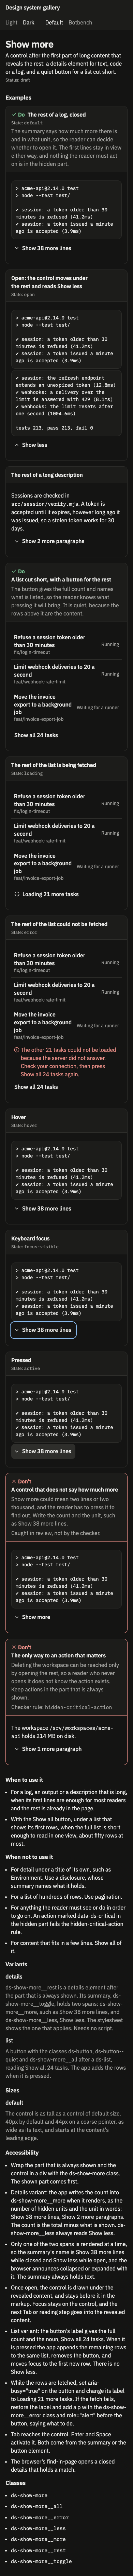 Design system gallery
Light Dark Default Botbench
Show more
A control after the first part of long content that
reveals the rest: a details element for text, code
or a log, and a quiet button for a list cut short.
Status: draft
Examples
✓ Do The rest of a log, closed
State: default
The summary says how much more there is
and in what unit, so the reader can decide
whether to open it. The first lines stay in view
either way, and nothing the reader must act
on is in the hidden part.
> acme-api@2.14.0 test
> node --test test/
✓ session: a token older than 30
minutes is refused (41.2ms)
✓ session: a token issued a minute
ago is accepted (3.9ms)
Show 38 more lines
Open: the control moves under
the rest and reads Show less
State: open
> acme-api@2.14.0 test
> node --test test/
✓ session: a token older than 30
minutes is refused (41.2ms)
✓ session: a token issued a minute
ago is accepted (3.9ms)
✓ session: the refresh endpoint
extends an unexpired token (12.8ms)
✓ webhooks: a delivery over the
limit is answered with 429 (8.1ms)
✓ webhooks: the limit resets after
one second (1004.6ms)
tests 213, pass 213, fail 0
Show less
The rest of a long description
Sessions are checked in
src/session/verify.mjs. A token is
accepted until it expires, however long ago it
was issued, so a stolen token works for 30
days.
Show 2 more paragraphs
✓ Do
A list cut short, with a button for the rest
The button gives the full count and names
what is listed, so the reader knows what
pressing it will bring. It is quiet, because the
rows above it are the content.
Refuse a session token older
than 30 minutes
fix/login-timeout
Running
Limit webhook deliveries to 20 a
second
feat/webhook-rate-limit
Running
Move the invoice
export to a background
job
feat/invoice-export-job
Waiting for a runner
Show all 24 tasks
The rest of the list is being fetched
State: loading
Refuse a session token older
than 30 minutes
fix/login-timeout
Running
Limit webhook deliveries to 20 a
second
feat/webhook-rate-limit
Running
Move the invoice
export to a background
job
feat/invoice-export-job
Waiting for a runner
Loading 21 more tasks
The rest of the list could not be fetched
State: error
Refuse a session token older
than 30 minutes
fix/login-timeout
Running
Limit webhook deliveries to 20 a
second
feat/webhook-rate-limit
Running
Move the invoice
export to a background
job
feat/invoice-export-job
Waiting for a runner
The other 21 tasks could not be loaded
because the server did not answer.
Check your connection, then press
Show all 24 tasks again.
Show all 24 tasks
Hover
State: hover
> acme-api@2.14.0 test
> node --test test/
✓ session: a token older than 30
minutes is refused (41.2ms)
✓ session: a token issued a minute
ago is accepted (3.9ms)
Show 38 more lines
Keyboard focus
State: focus-visible
> acme-api@2.14.0 test
> node --test test/
✓ session: a token older than 30
minutes is refused (41.2ms)
✓ session: a token issued a minute
ago is accepted (3.9ms)
Show 38 more lines
Pressed
State: active
> acme-api@2.14.0 test
> node --test test/
✓ session: a token older than 30
minutes is refused (41.2ms)
✓ session: a token issued a minute
ago is accepted (3.9ms)
Show 38 more lines
✕ Don't
A control that does not say how much more
Show more could mean two lines or two
thousand, and the reader has to press it to
find out. Write the count and the unit, such
as Show 38 more lines.
Caught in review, not by the checker.
> acme-api@2.14.0 test
> node --test test/
✓ session: a token older than 30
minutes is refused (41.2ms)
✓ session: a token issued a minute
ago is accepted (3.9ms)
Show more
✕ Don't
The only way to an action that matters
Deleting the workspace can be reached only
by opening the rest, so a reader who never
opens it does not know the action exists.
Keep actions in the part that is always
shown.
Checker rule: hidden-critical-action
The workspace /srv/workspaces/acme-
api holds 214 MB on disk.
Show 1 more paragraph
When to use it
• For a log, an output or a description that is long,
when its first lines are enough for most readers
and the rest is already in the page.
• With the Show all button, under a list that
shows its first rows, when the full list is short
enough to read in one view, about fifty rows at
most.
When not to use it
• For detail under a title of its own, such as
Environment. Use a disclosure, whose
summary names what it holds.
• For a list of hundreds of rows. Use pagination.
• For anything the reader must see or do in order
to go on. An action marked data-ds-critical in
the hidden part fails the hidden-critical-action
rule.
• For content that fits in a few lines. Show all of
it.
Variants
details
ds-show-more__rest is a details element after
the part that is always shown. Its summary, ds-
show-more__toggle, holds two spans: ds-show-
more__more, such as Show 38 more lines, and
ds-show-more__less, Show less. The stylesheet
shows the one that applies. Needs no script.
list
A button with the classes ds-button, ds-button--
quiet and ds-show-more__all after a ds-list,
reading Show all 24 tasks. The app adds the rows
when it is pressed.
Sizes
default
The control is as tall as a control of default size,
40px by default and 44px on a coarse pointer, as
wide as its text, and starts at the content's
leading edge.
Accessibility
• Wrap the part that is always shown and the
control in a div with the ds-show-more class.
The shown part comes first.
• Details variant: the app writes the count into
ds-show-more__more when it renders, as the
number of hidden units and the unit in words:
Show 38 more lines, Show 2 more paragraphs.
The count is the total minus what is shown. ds-
show-more__less always reads Show less.
• Only one of the two spans is rendered at a time,
so the summary's name is Show 38 more lines
while closed and Show less while open, and the
browser announces collapsed or expanded with
it. The summary always holds text.
• Once open, the control is drawn under the
revealed content, and stays before it in the
markup. Focus stays on the control, and the
next Tab or reading step goes into the revealed
content.
• List variant: the button's label gives the full
count and the noun, Show all 24 tasks. When it
is pressed the app appends the remaining rows
to the same list, removes the button, and
moves focus to the first new row. There is no
Show less.
• While the rows are fetched, set aria-
busy="true" on the button and change its label
to Loading 21 more tasks. If the fetch fails,
restore the label and add a p with the ds-show-
more__error class and role="alert" before the
button, saying what to do.
• Tab reaches the control. Enter and Space
activate it. Both come from the summary or the
button element.
• The browser's find-in-page opens a closed
details that holds a match.
Classes
• ds-show-more
• ds-show-more__all
• ds-show-more__error
• ds-show-more__less
• ds-show-more__more
• ds-show-more__rest
• ds-show-more__toggle